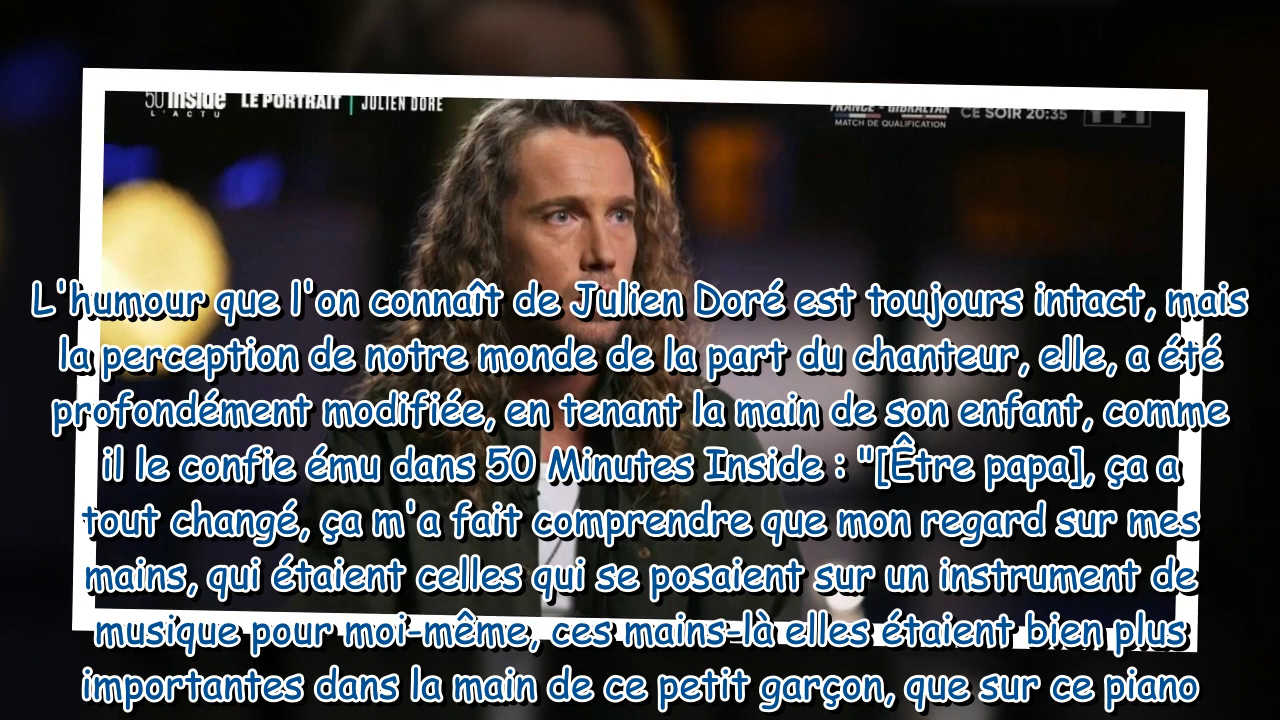 50 inside LE PORTRAIT | JULIEN DORÉ
L'ACTU
FRANCE - GIBRALTAR CE SOIR 20:35 TF1
MATCH DE QUALIFICATION
L'humour que l'on connaît de Julien Doré est toujours intact, mais
la perception de notre monde de la part du chanteur, elle, a été
profondément modifiée, en tenant la main de son enfant, comme
il le confie ému dans 50 Minutes Inside : "[Être papa], ça a
tout changé, ça m'a fait comprendre que mon regard sur mes
mains, qui étaient celles qui se posaient sur un instrument de
musique pour moi-même, ces mains-là elles étaient bien plus
importantes dans la main de ce petit garçon, que sur ce piano